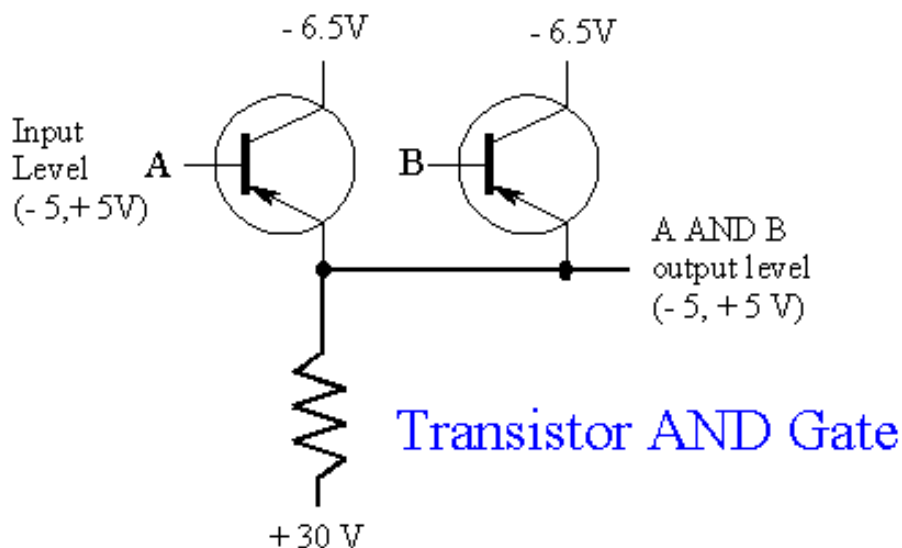 - 6.5V
- 6.5V
Input
Level
(- 5,+ 5V)
A
B
A AND B
output level
(- 5, + 5 V)
Transistor AND Gate
+ 30 V